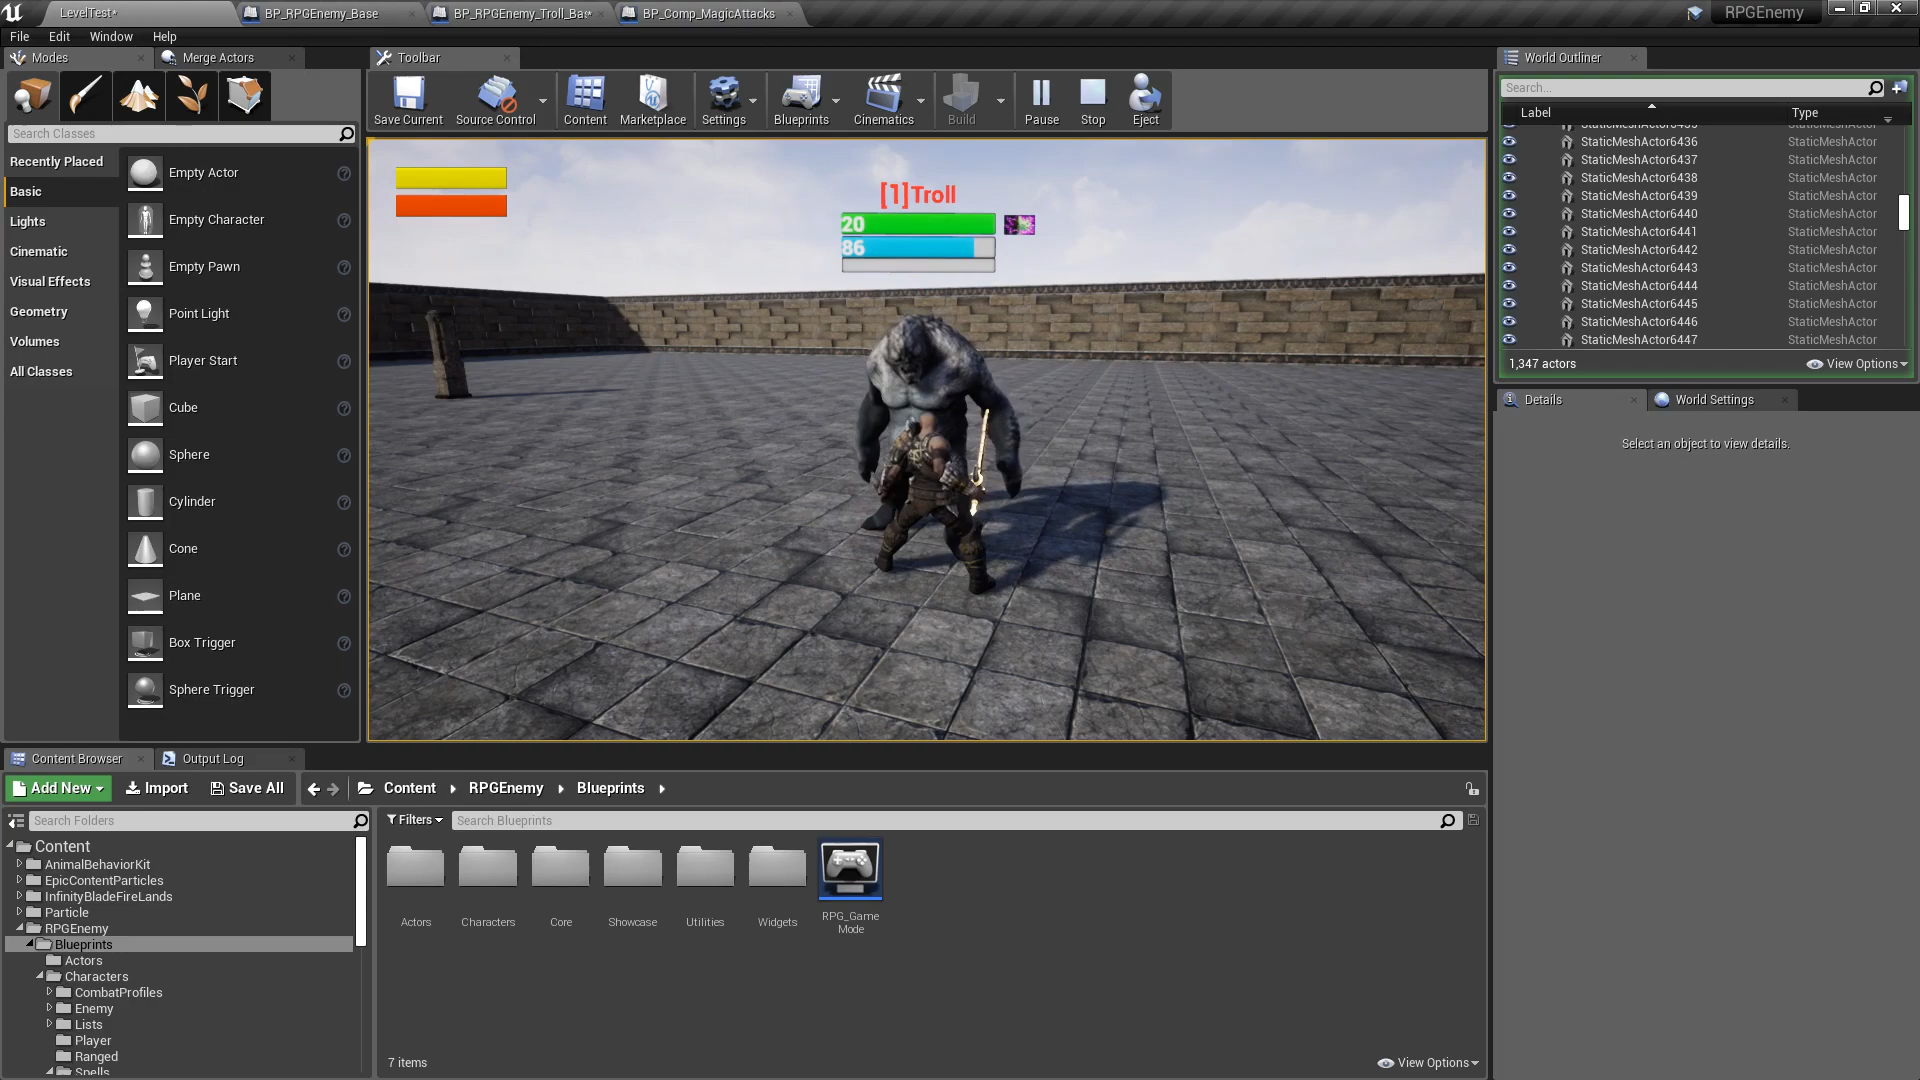 LevelTest*
BP_RPGEnemy_Base
BP_RPGEnemy_Troll_Bas*
BP_Comp_MagicAttacks
RPGEnemy
File Edit Window Help
Modes
Merge Actors
Toolbar
World Outliner
Save Current
Source Control
Content
Marketplace
Settings
Blueprints
Cinematics
Build
Pause
Stop
Eject
Search Classes
Recently Placed
Basic
Lights
Cinematic
Visual Effects
Geometry
Volumes
All Classes
Empty Actor
Empty Character
Empty Pawn
Point Light
Player Start
Cube
Sphere
Cylinder
Cone
Plane
Box Trigger
Sphere Trigger
[1]Troll
20
86
Search...
Label Type
StaticMeshActor6435 StaticMeshActor
StaticMeshActor6436 StaticMeshActor
StaticMeshActor6437 StaticMeshActor
StaticMeshActor6438 StaticMeshActor
StaticMeshActor6439 StaticMeshActor
StaticMeshActor6440 StaticMeshActor
StaticMeshActor6441 StaticMeshActor
StaticMeshActor6442 StaticMeshActor
StaticMeshActor6443 StaticMeshActor
StaticMeshActor6444 StaticMeshActor
StaticMeshActor6445 StaticMeshActor
StaticMeshActor6446 StaticMeshActor
StaticMeshActor6447 StaticMeshActor
1,347 actors
View Options
Details
World Settings
Select an object to view details.
Content Browser
Output Log
Add New
Import
Save All
Content
RPGEnemy
Blueprints
Search Folders
Filters
Search Blueprints
Content
AnimalBehaviorKit
EpicContentParticles
InfinityBladeFireLands
Particle
RPGEnemy
Blueprints
Actors
Characters
CombatProfiles
Enemy
Lists
Player
Ranged
Spells
Actors
Characters
Core
Showcase
Utilities
Widgets
RPG_Game
Mode
7 items
View Options